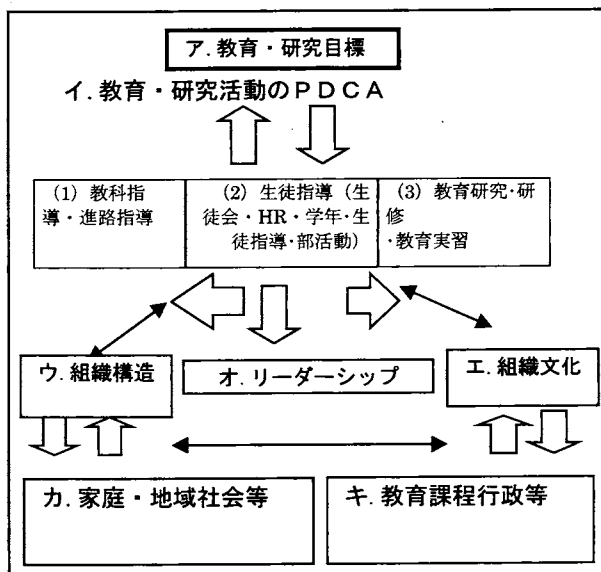 ア.教育・研究目標
イ.教育・研究活動のPDCA
(1) 教科指
導・進路指導
(2) 生徒指導（生
徒会・HR・学年・生
徒指導・部活動）
(3) 教育研究・研
修
・教育実習
ウ.組織構造
オ.リーダーシップ
エ.組織文化
カ.家庭・地域社会等
キ.教育課程行政等